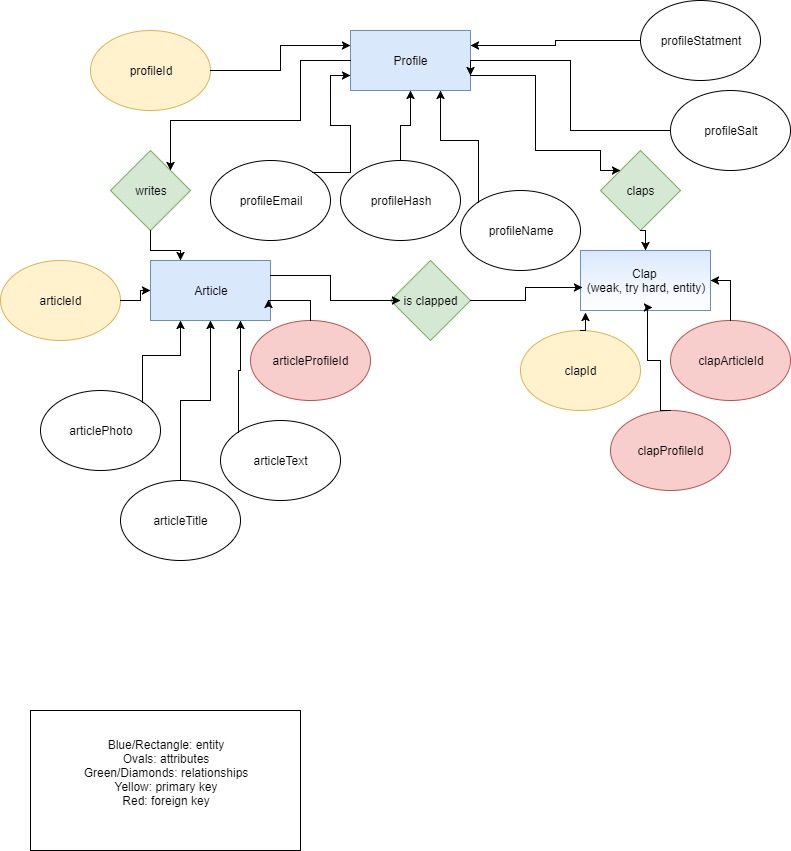 profileStatment
Profile
profileId
profileSalt
writes
claps
profileEmail
profileHash
profileName
Article
Clap
(weak, try hard, entity)
articleId
is clapped
articleProfileId
clapId
clapArticleId
articlePhoto
articleText
clapProfileId
articleTitle
Blue/Rectangle: entity
Ovals: attributes
Green/Diamonds: relationships
Yellow: primary key
Red: foreign key